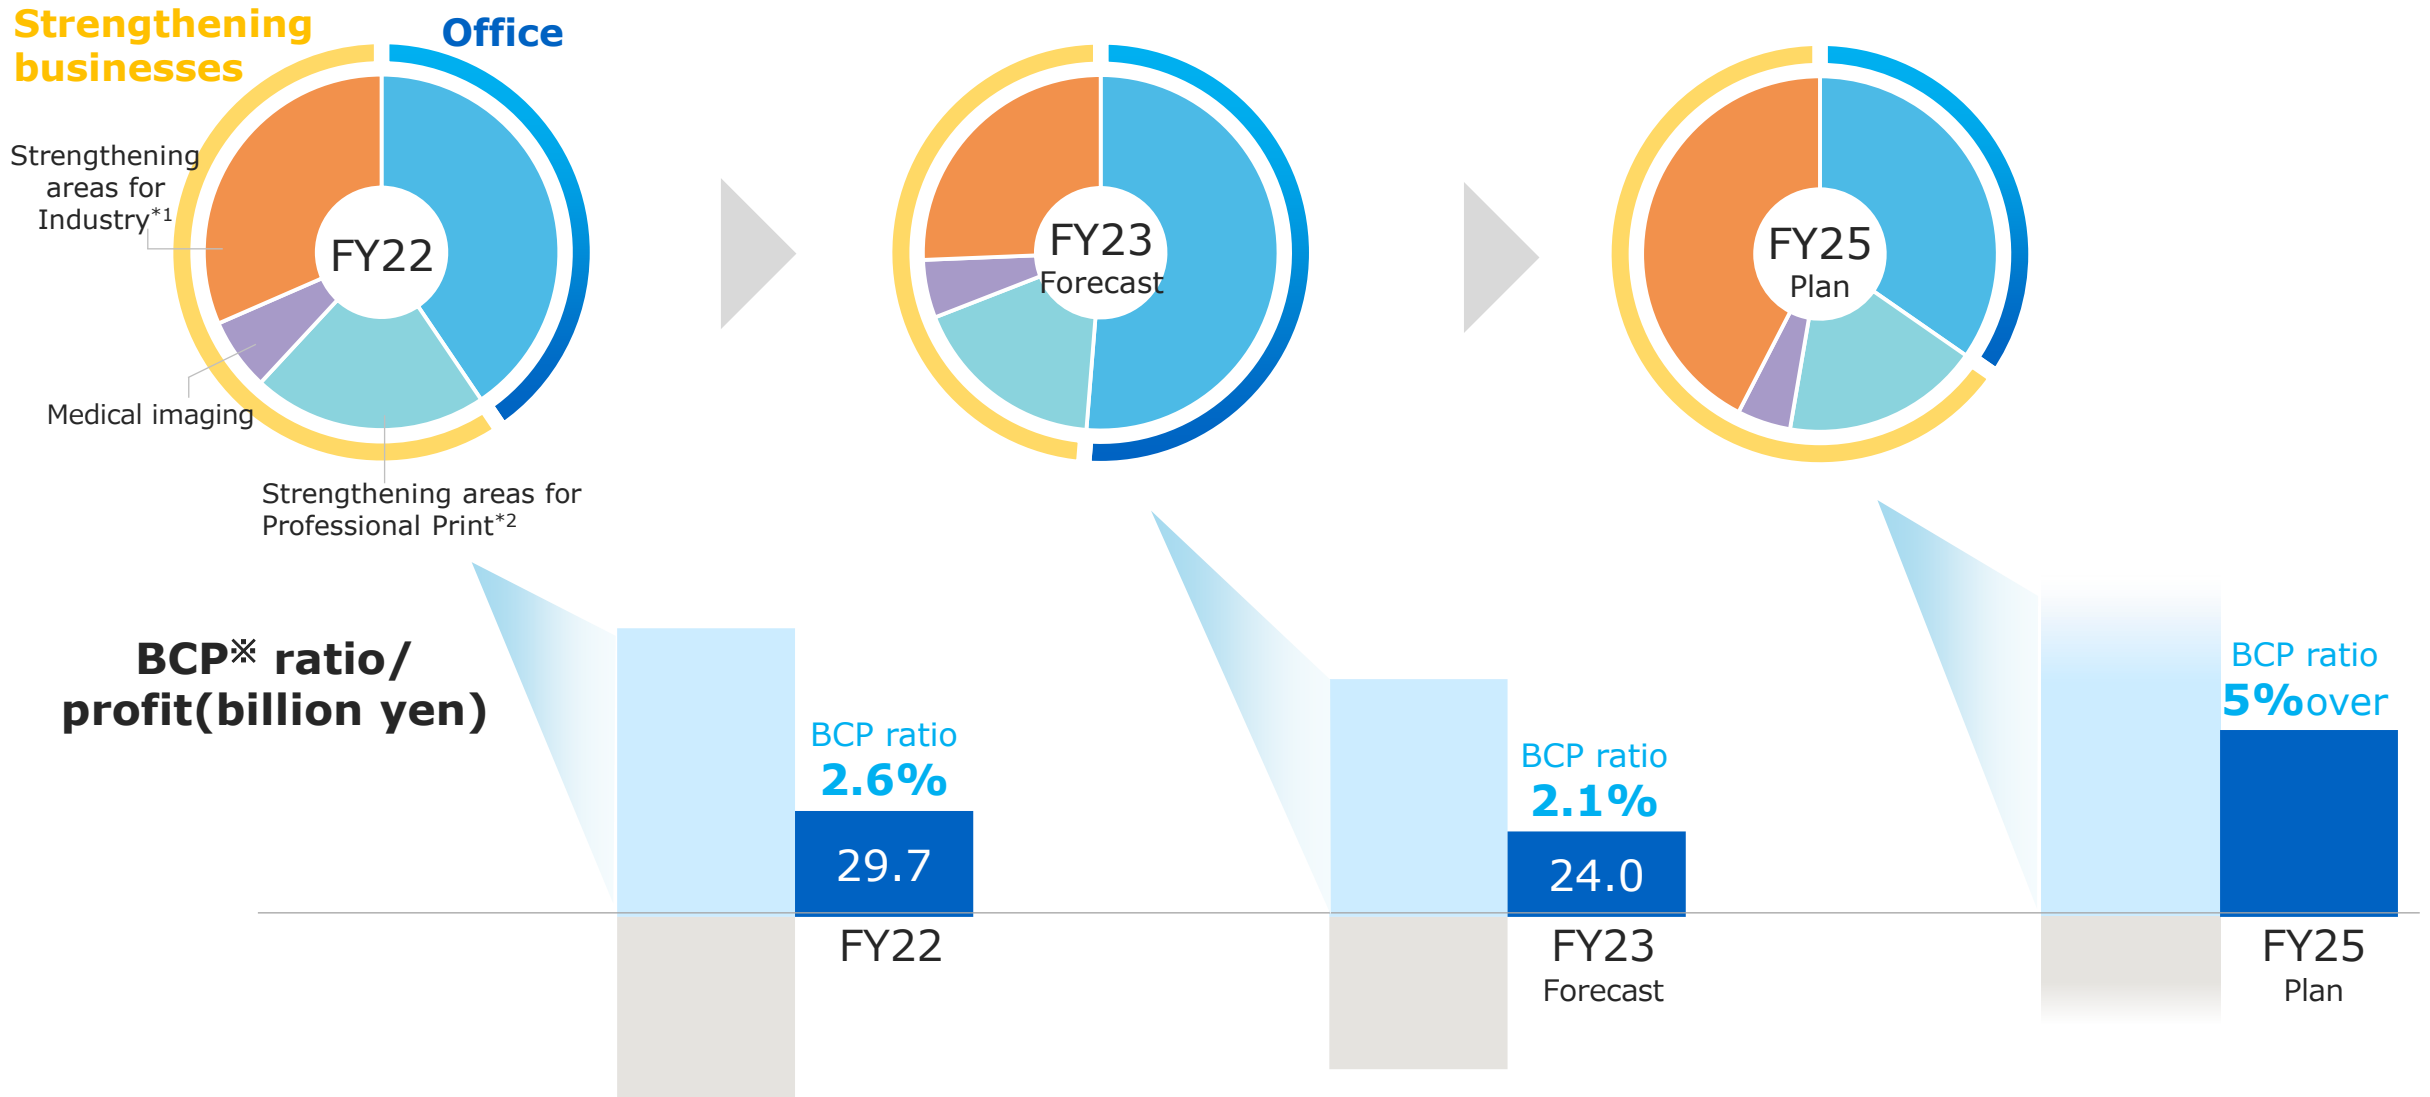 Strengthening
businesses
Office
Strengthening
areas for
Industry*1
Medical imaging
Strengthening areas for
Professional Print*2
FY22
FY23
Forecast
FY25
Plan
BCP※ ratio/
profit(billion yen)
BCP ratio
2.6%
29.7
FY22
BCP ratio
2.1%
24.0
FY23
Forecast
BCP ratio
5%over
FY25
Plan